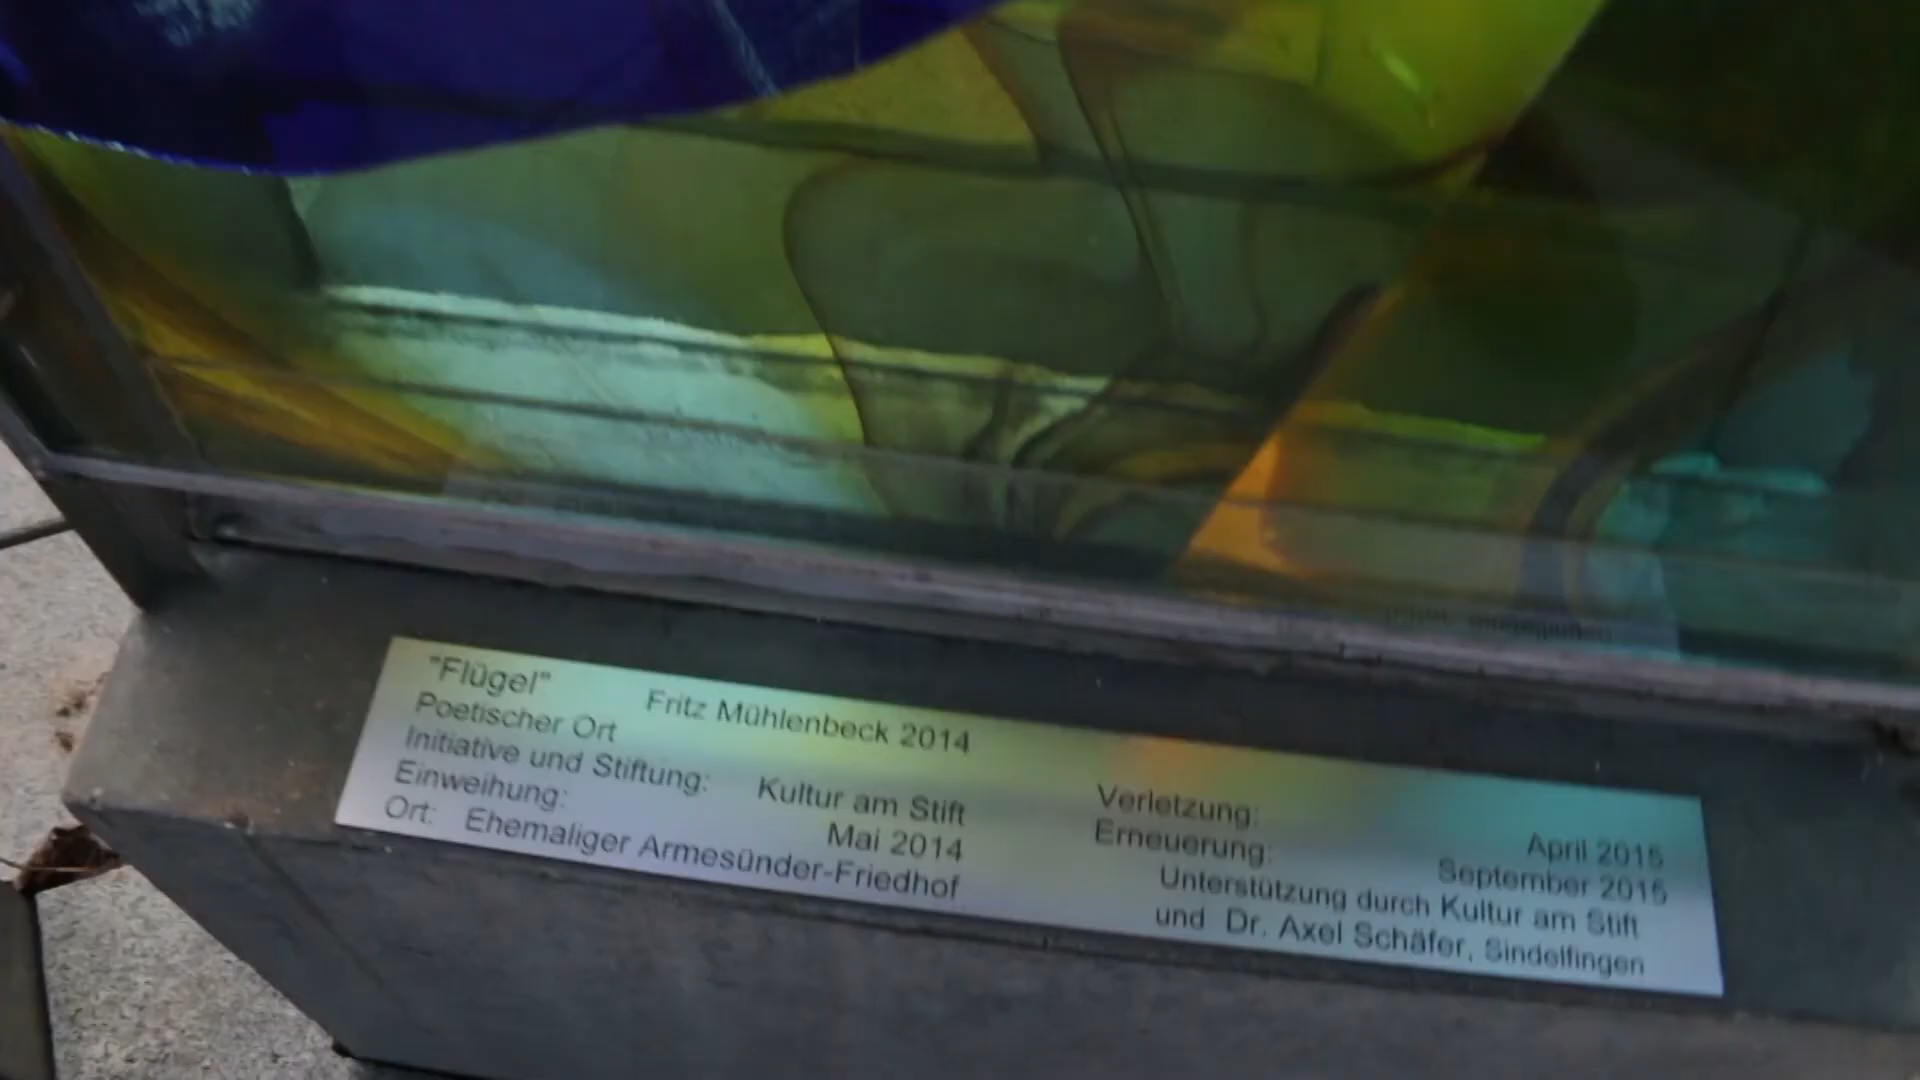 "Flügel"
Fritz Mühlenbeck 2014
Poetischer Ort
Initiative und Stiftung: Kultur am Stift
Einweihung: Mai 2014
Ort: Ehemaliger Armesünder-Friedhof
Verletzung: April 2015
Erneuerung: September 2015
Unterstützung durch Kultur am Stift
und Dr. Axel Schäfer, Sindelfingen